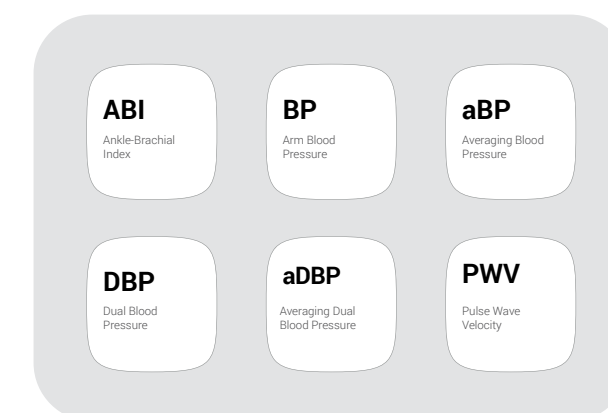 ABI
Ankle-Brachial
Index
BP
Arm Blood
Pressure
aBP
Averaging Blood
Pressure
DBP
Dual Blood
Pressure
aDBP
Averaging Dual
Blood Pressure
PWV
Pulse Wave
Velocity